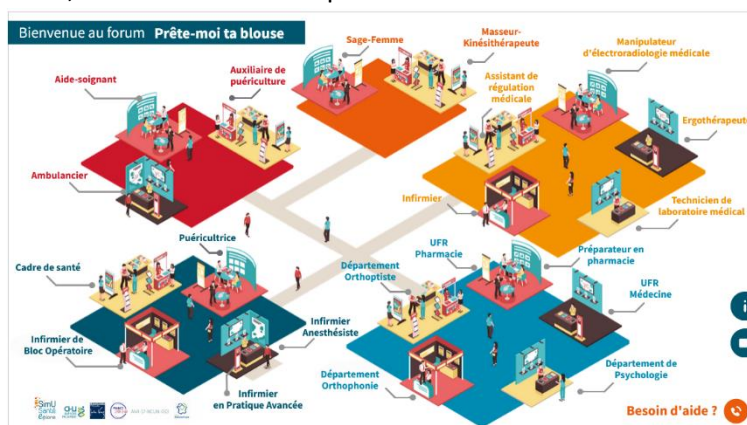 Bienvenue au forum Prête-moi ta blouse
Sage-Femme
Masseur-
Kinésithérapeute
Manipulateur
d'électroradiologie médicale
Aide-soignant
Auxiliaire de
puériculture
Assistant de
régulation
médicale
Ergothérapeute
Ambulancier
Infirmier
Technicien de
laboratoire médical
Puéricultrice
Cadre de santé
Département
Orthoptiste
UFR
Pharmacie
Préparateur en
pharmacie
UFR
Médecine
Infirmier de
Bloc Opératoire
Infirmier
Anesthésiste
Infirmier
en Pratique Avancée
Département
Orthophonie
Département de
Psychologie
SimU
Santé
Besoin d'aide ?